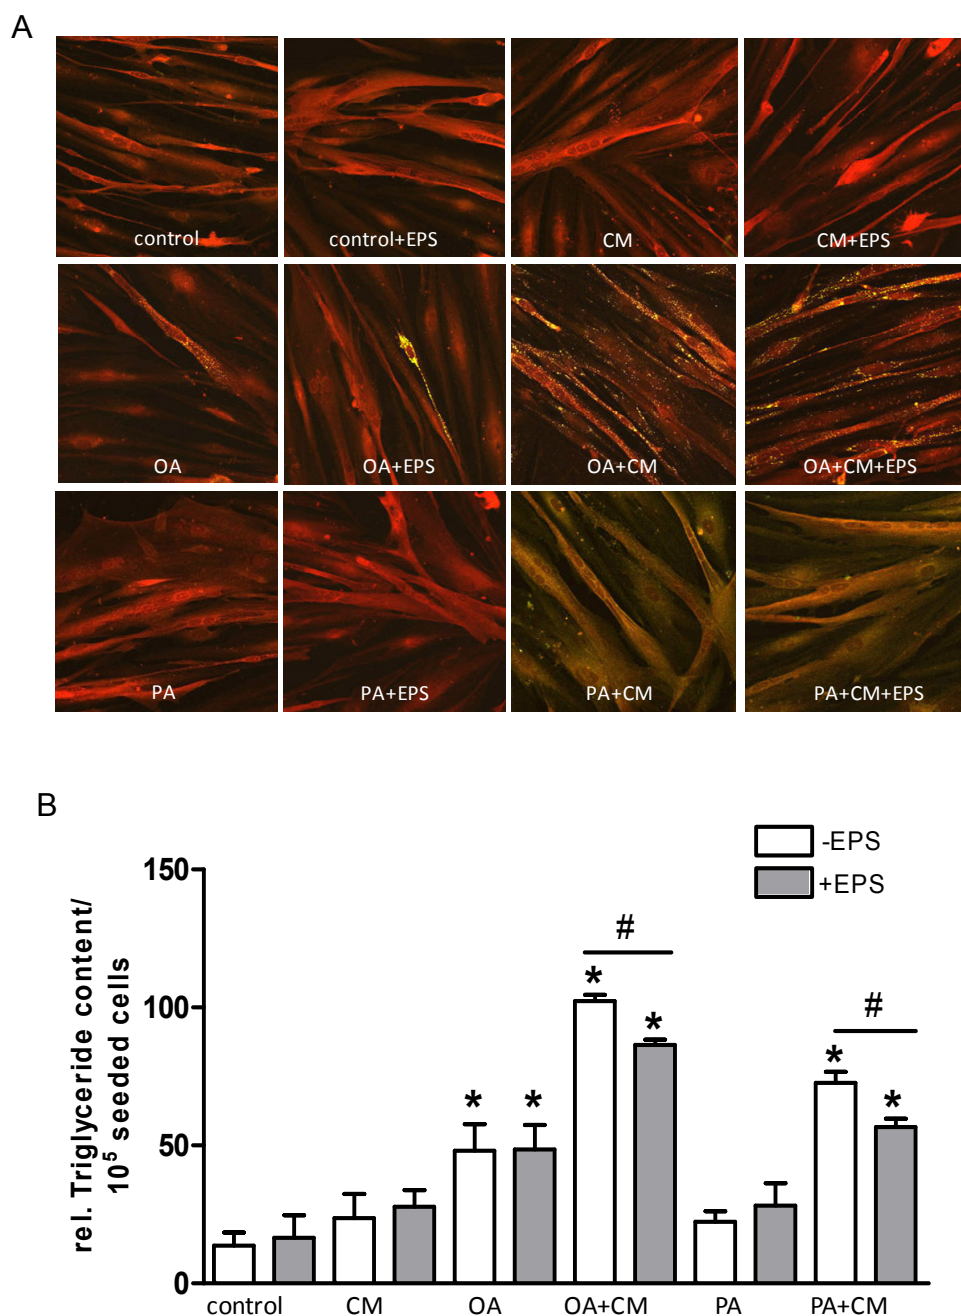 A
control
control+EPS
CM
CM+EPS
OA
OA+EPS
OA+CM
OA+CM+EPS
PA
PA+EPS
PA+CM
PA+CM+EPS
B
-EPS
+EPS
rel. Triglyceride content/
10⁵ seeded cells
150
100
50
0
#
*
*
*
*
#
*
*
control
CM
OA
OA+CM
PA
PA+CM